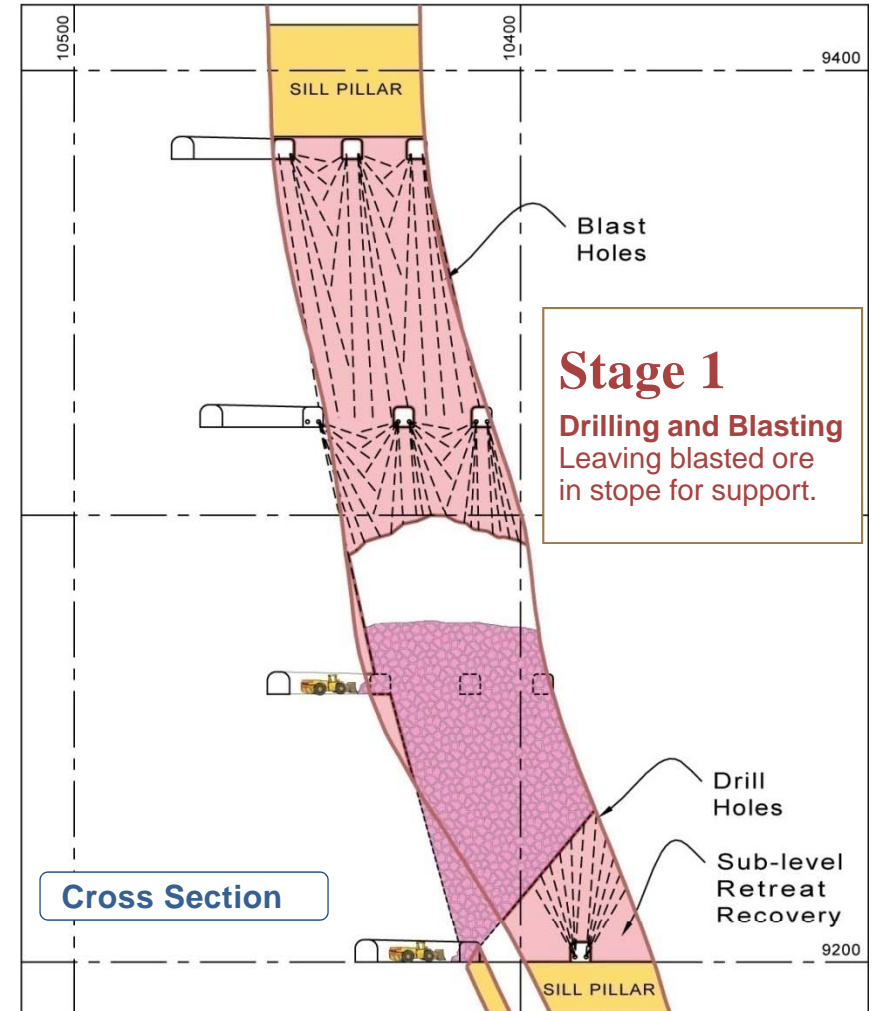 10500
10400
9400
SILL PILLAR
Blast
Holes
Stage 1
Drilling and Blasting
Leaving blasted ore
in stope for support.
Drill
Holes
Sub-level
Retreat
Recovery
Cross Section
9200
SILL PILLAR